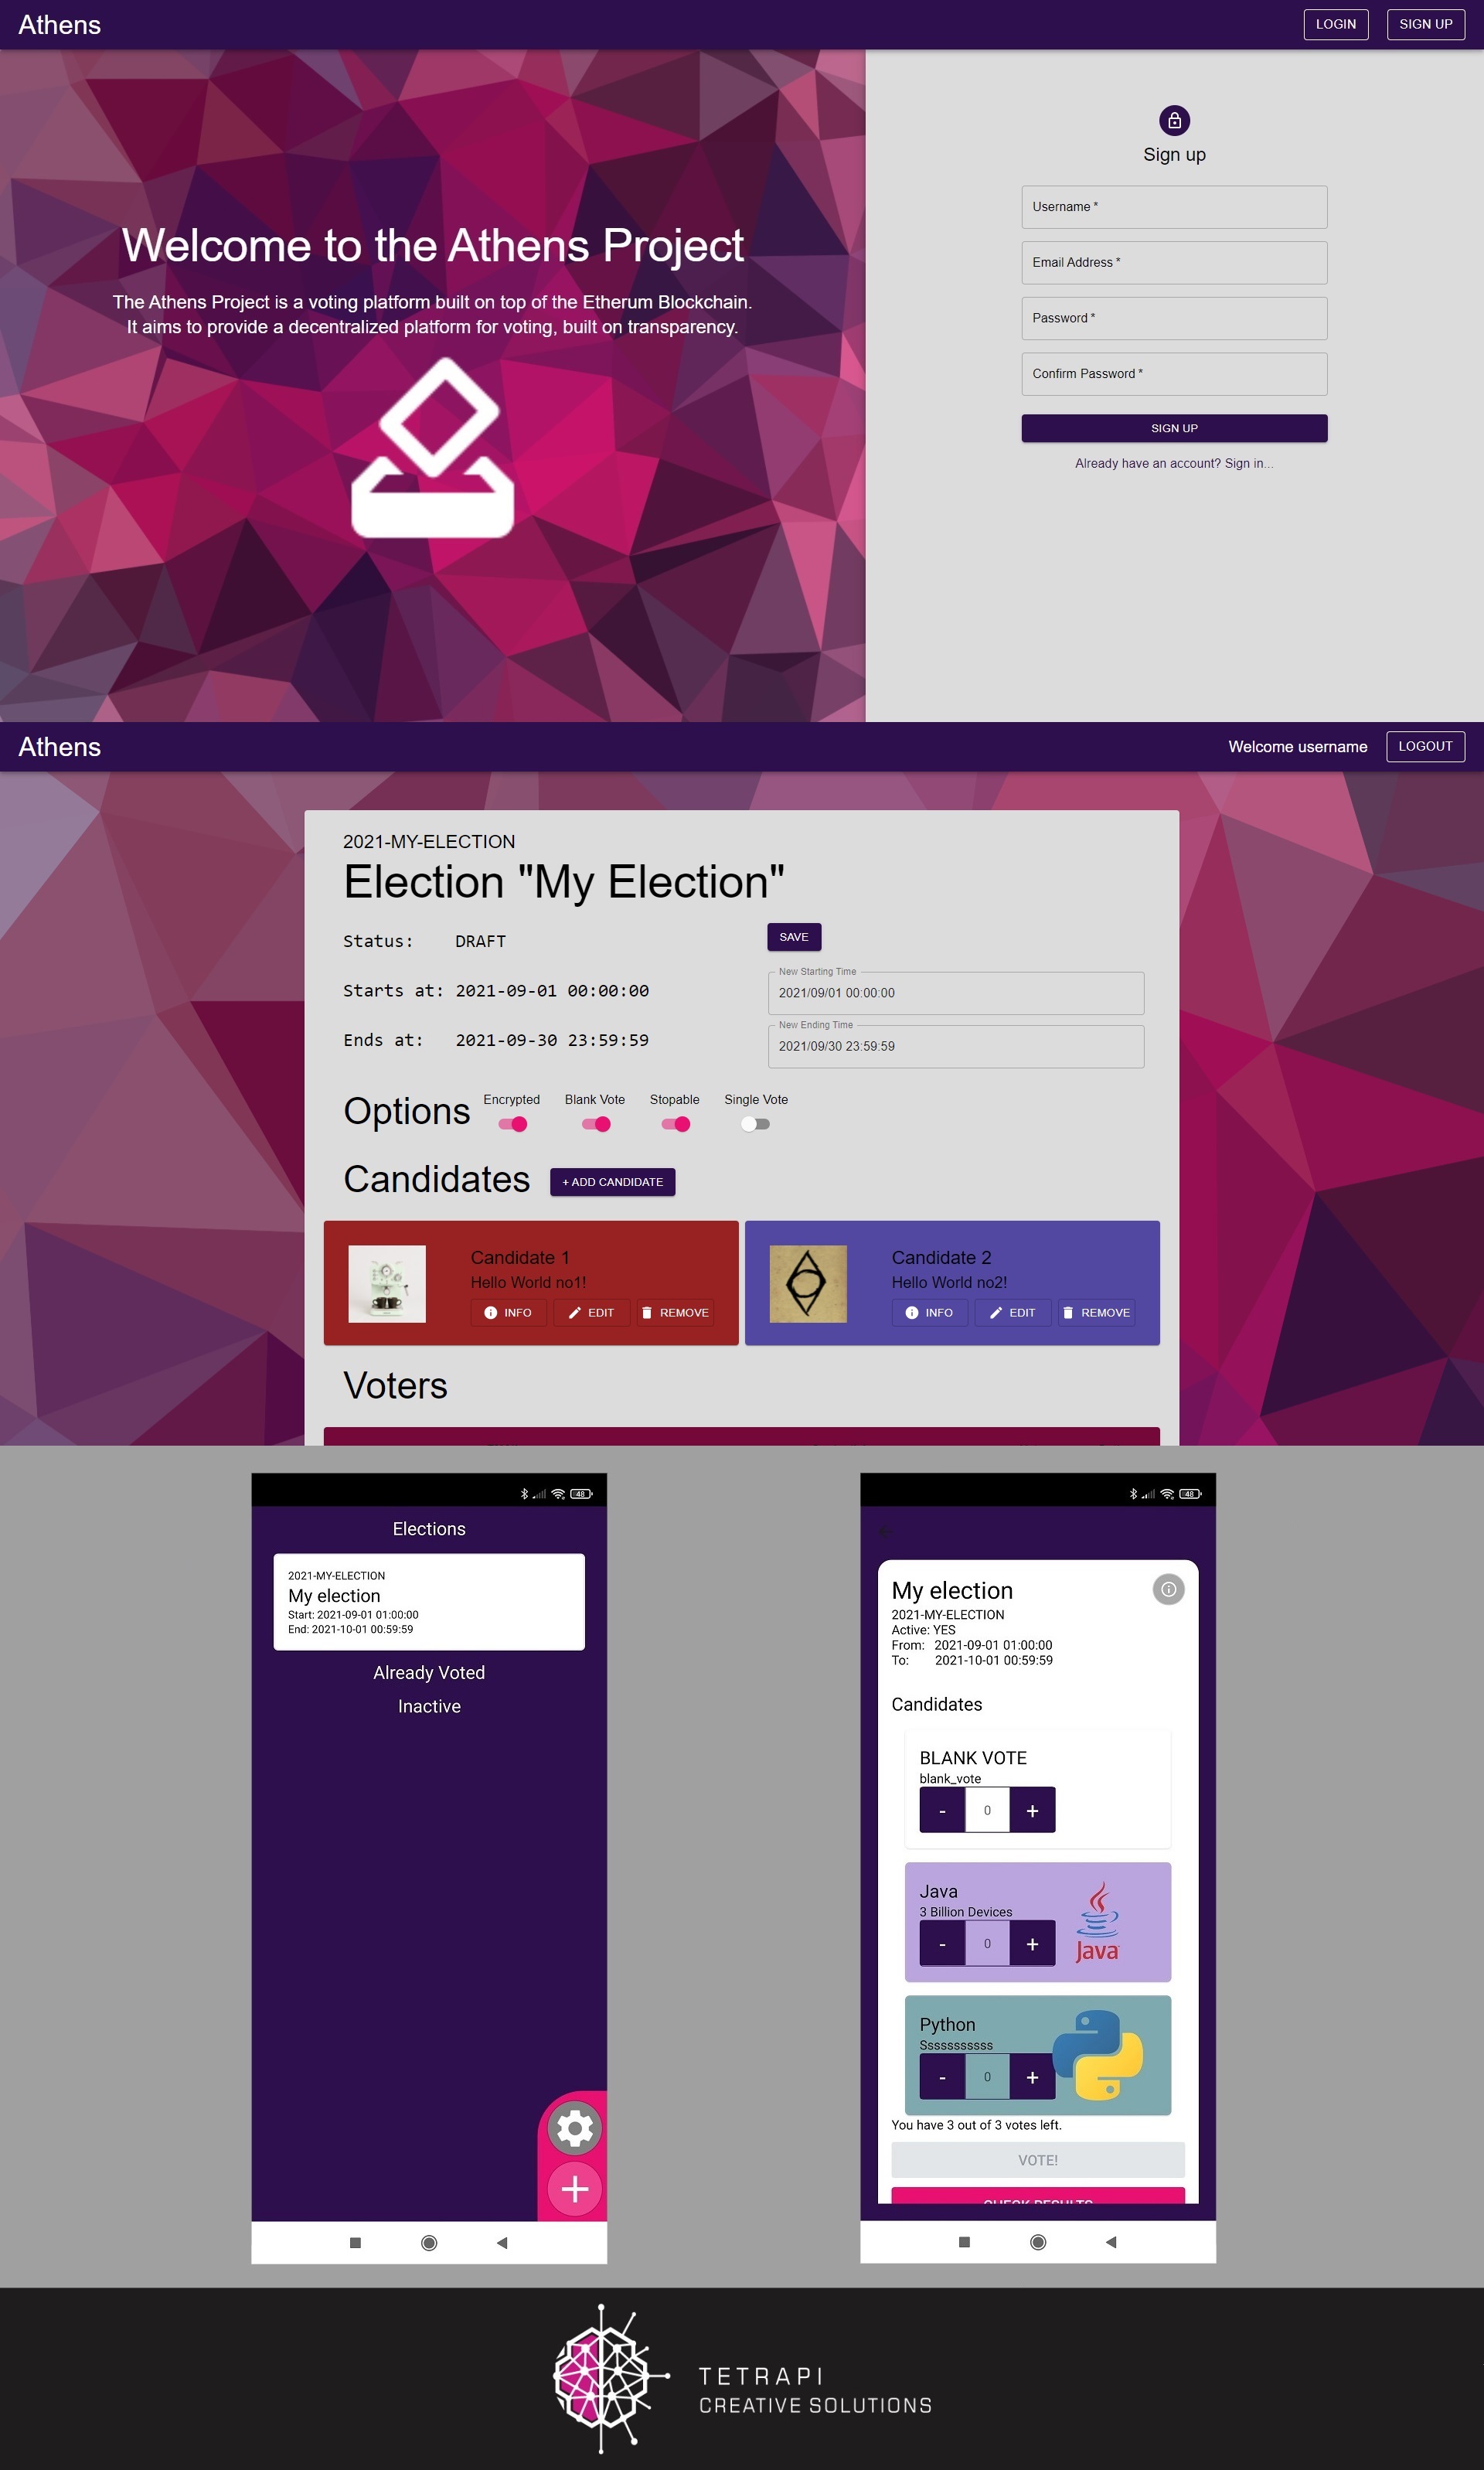 Athens
LOGIN
SIGN UP
Welcome to the Athens Project
The Athens Project is a voting platform built on top of the Etherum Blockchain.
It aims to provide a decentralized platform for voting, built on transparency.
Sign up
Username *
Email Address *
Password *
Confirm Password *
SIGN UP
Already have an account? Sign in...
Athens
Welcome username
LOGOUT
2021-MY-ELECTION
Election "My Election"
Status: DRAFT
SAVE
Starts at: 2021-09-01 00:00:00
New Starting Time
2021/09/01 00:00:00
Ends at: 2021-09-30 23:59:59
New Ending Time
2021/09/30 23:59:59
Options
Encrypted
Blank Vote
Stopable
Single Vote
Candidates
+ ADD CANDIDATE
Candidate 1
Hello World no1!
INFO
EDIT
REMOVE
Candidate 2
Hello World no2!
INFO
EDIT
REMOVE
Voters
48
Elections
2021-MY-ELECTION
My election
Start: 2021-09-01 01:00:00
End: 2021-10-01 00:59:59
Already Voted
Inactive
48
My election
2021-MY-ELECTION
Active: YES
From: 2021-09-01 01:00:00
To: 2021-10-01 00:59:59
Candidates
BLANK VOTE
blank_vote
- 0 +
Java
3 Billion Devices
- 0 +
Java
Python
Sssssssssss
- 0 +
You have 3 out of 3 votes left.
VOTE!
CHECK RESULTS
TETRAPI
CREATIVE SOLUTIONS